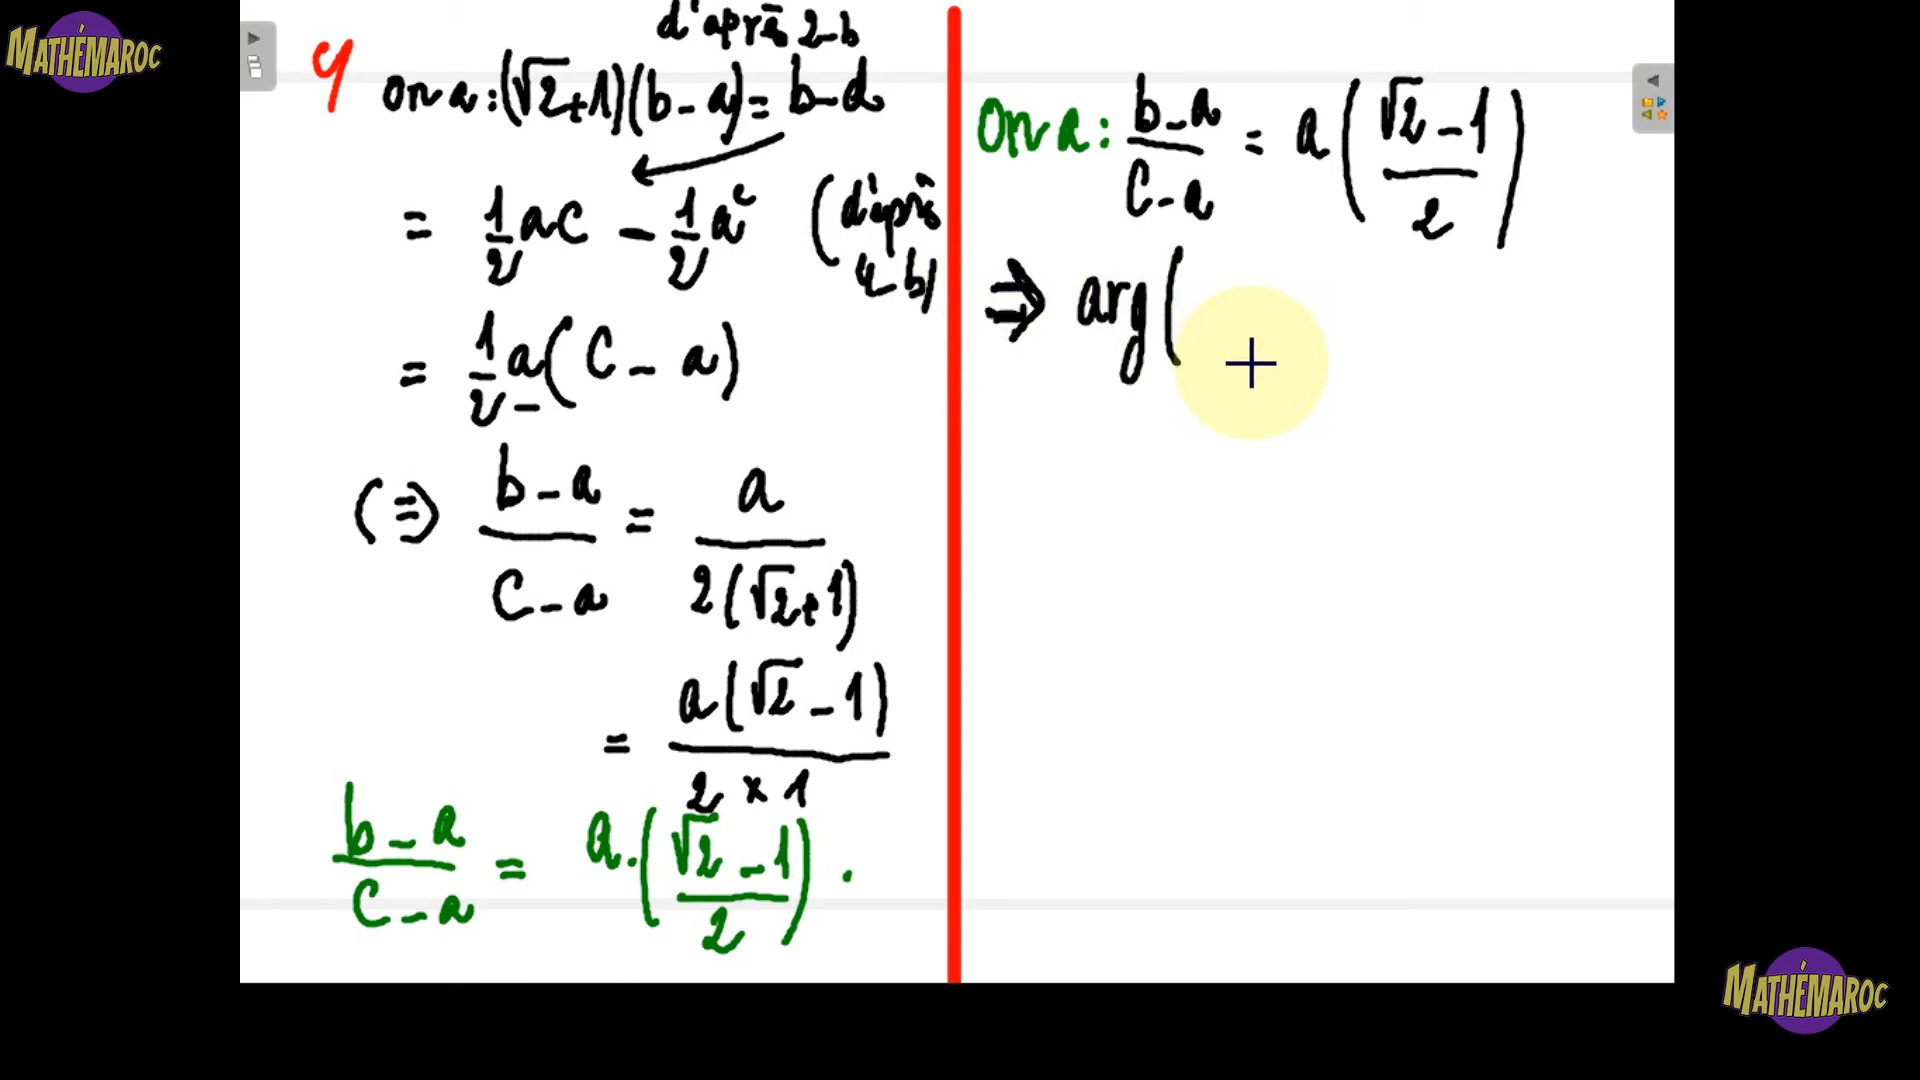 MATHÉMAROC
4
d'après 2-b
on a : (√2+1)(b-a) = b-d
= 1/2 ac - 1/2 a² (d'après
4-b)
= 1/2 a(c - a)
(⇒) b-a/c-a = a/2(√2+1)
= a(√2-1)/2×1
b-a/c-a = a.(√2-1/2).
On a : b-a/c-a = a(√2-1/2)
⇒ arg(
MATHÉMAROC